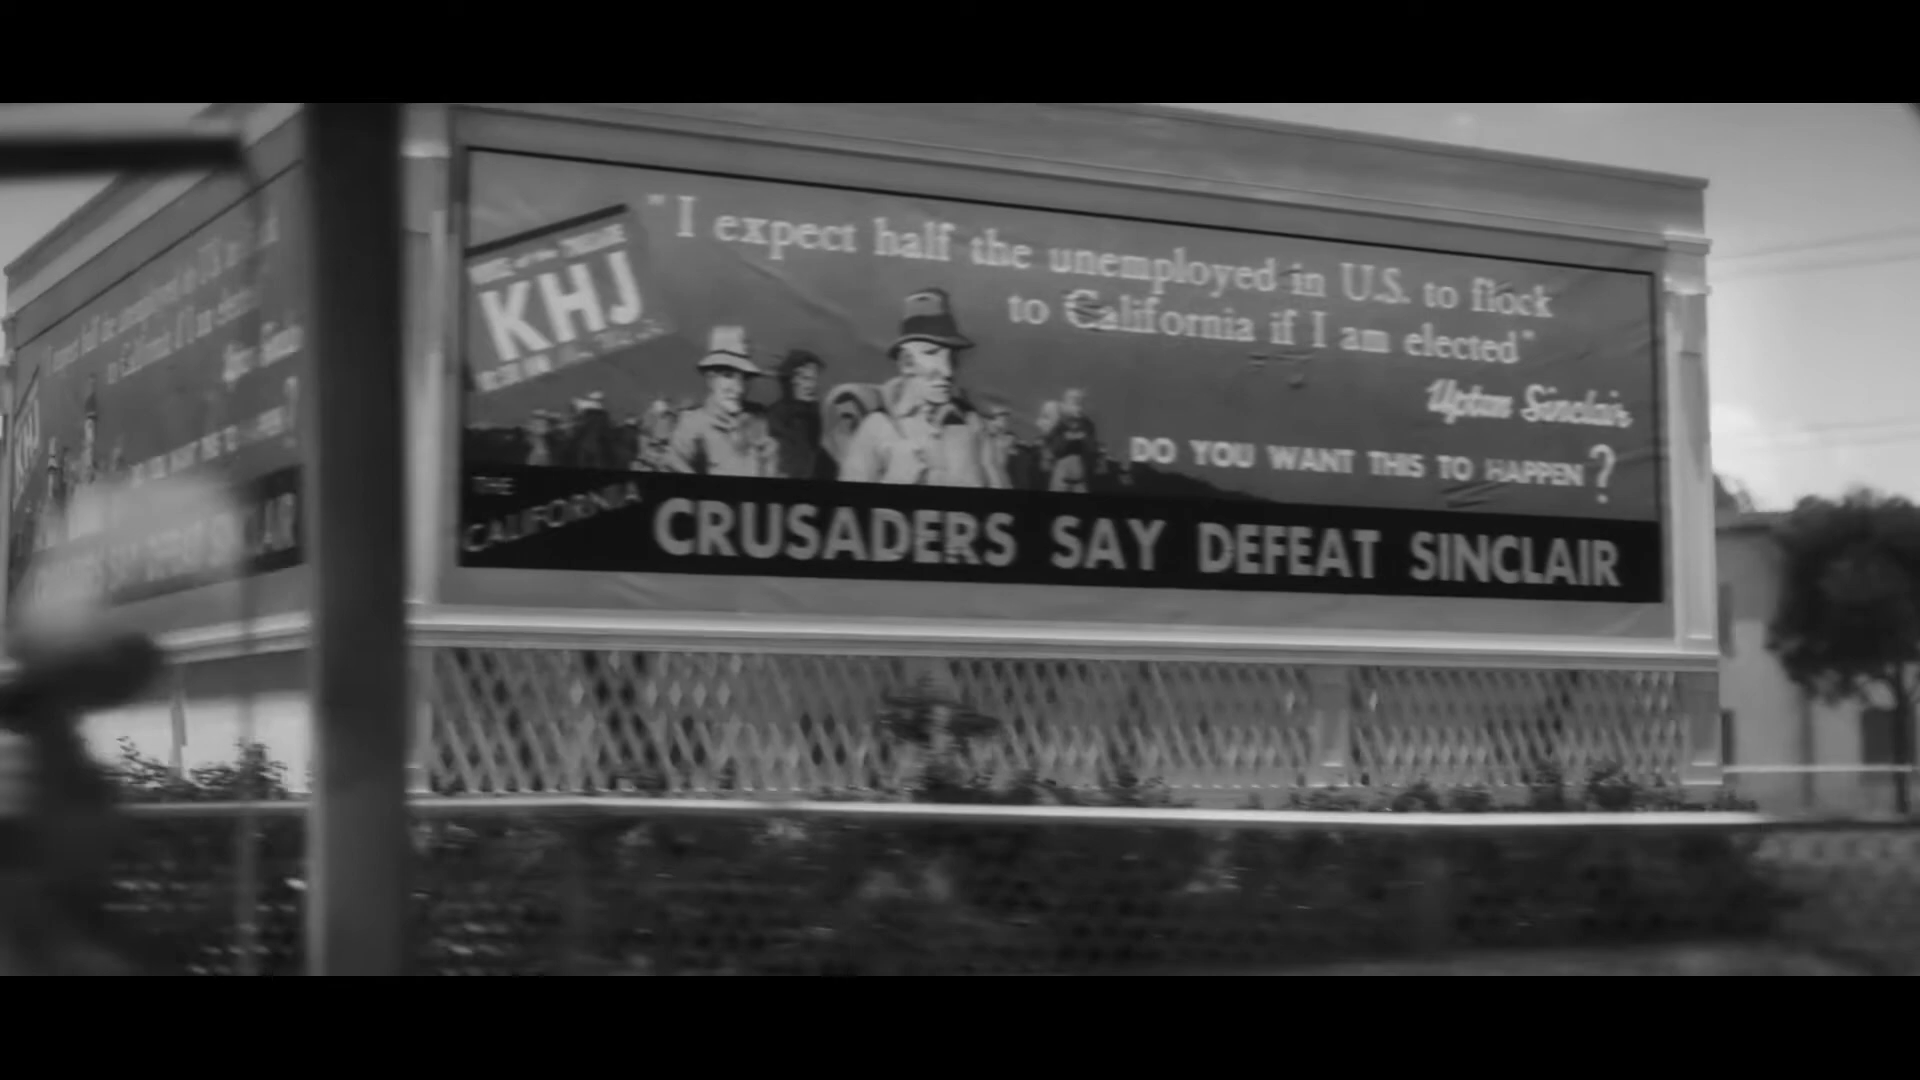 "I expect half the unemployed in U.S. to flock
to California if I am elected"
Upton Sinclair
DO YOU WANT THIS TO HAPPEN?
KHJ
THE
CALIFORNIA
CRUSADERS SAY DEFEAT SINCLAIR